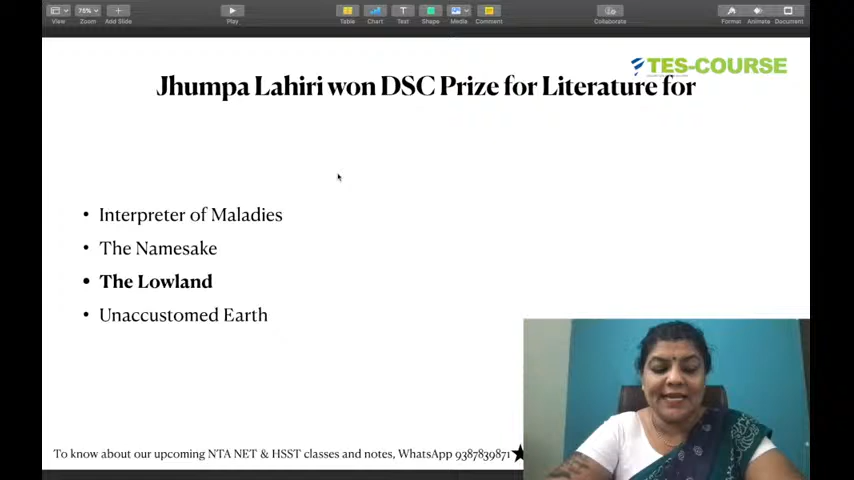 View
75%
Zoom
Add Slide
Play
Table
Chart
Text
Shape
Media
Comment
Collaborate
Format
Animate
Document
TES-COURSE
Jhumpa Lahiri won DSC Prize for Literature for
• Interpreter of Maladies
• The Namesake
• The Lowland
• Unaccustomed Earth
To know about our upcoming NTA NET & HSST classes and notes, WhatsApp 9387839871